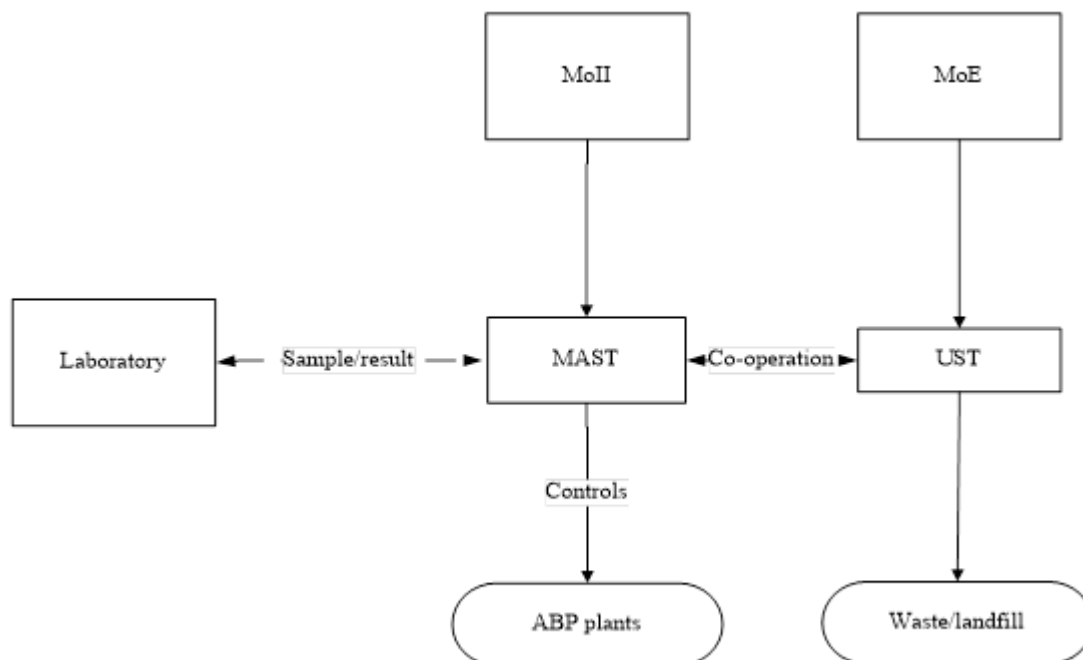 MoII
MoE
Laboratory
Sample/result
MAST
Co-operation
UST
Controls
ABP plants
Waste/landfill